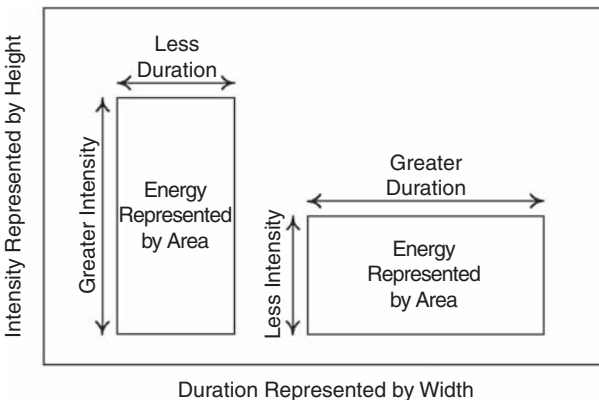 Intensity Represented by Height
Less
Duration
Greater Intensity
Energy
Represented
by Area
Greater
Duration
Less Intensity
Energy
Represented
by Area
Duration Represented by Width